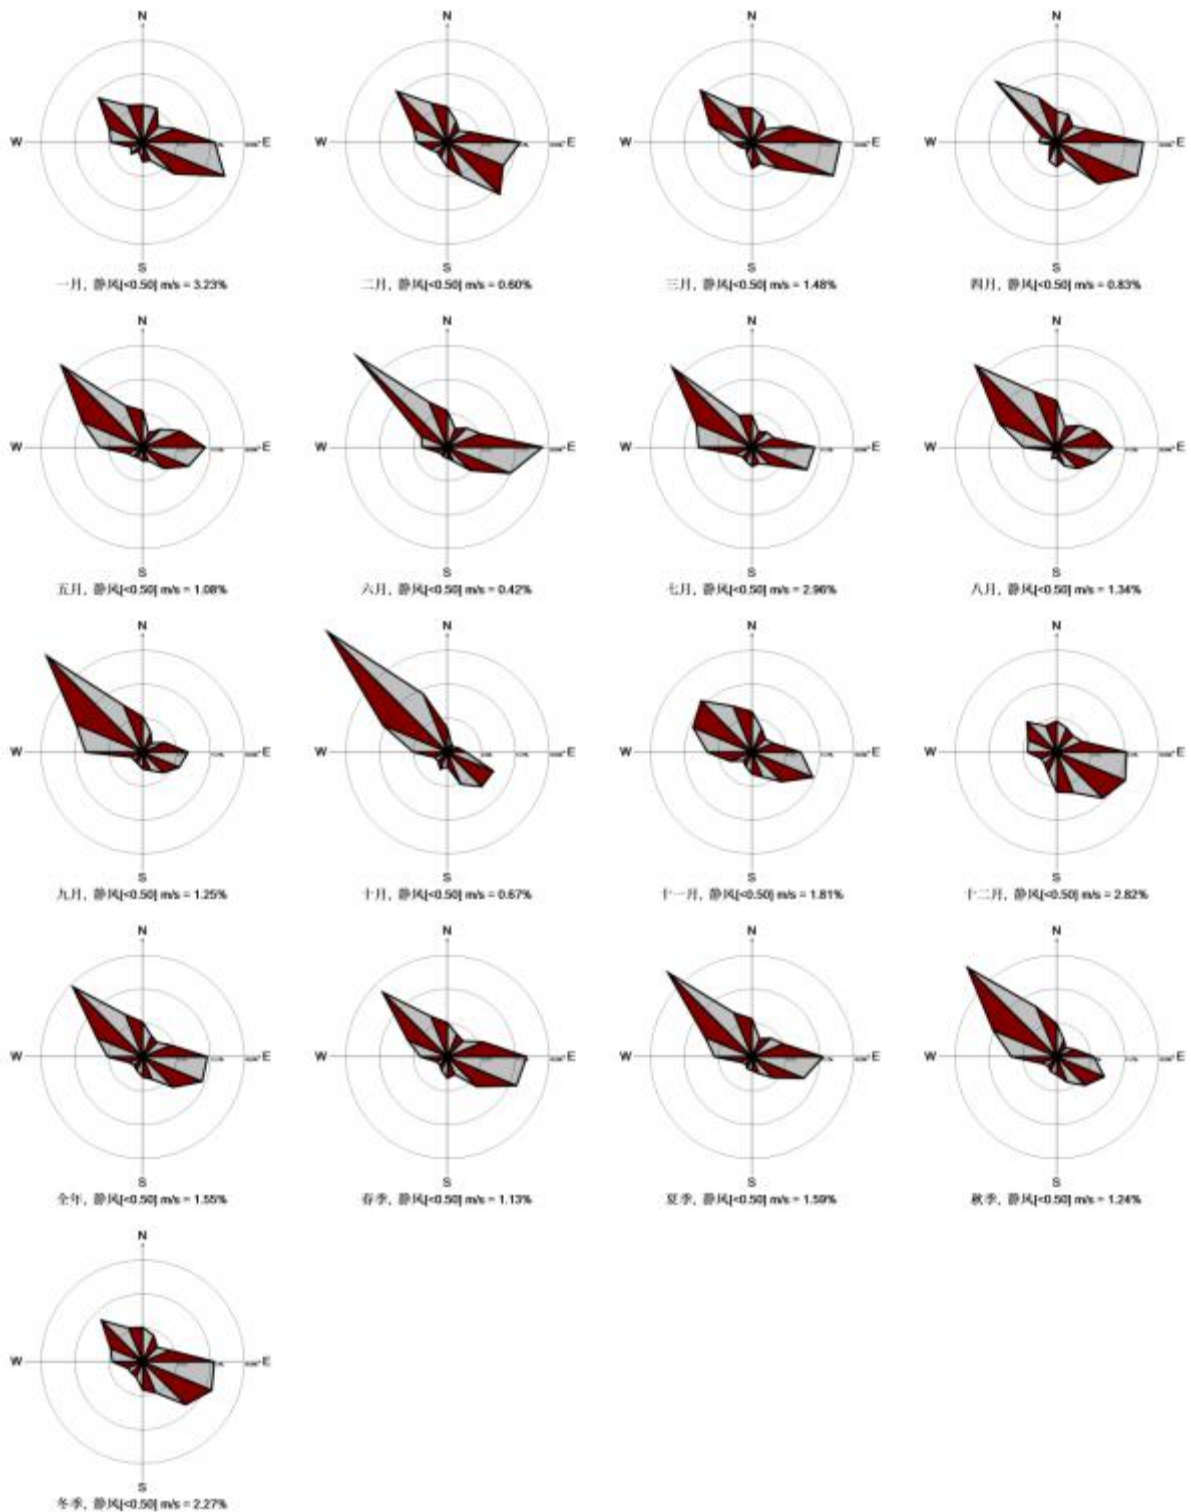 N
N
N
N
W
E
W
E
W
E
W
E
S
S
S
S
一月, 静风[<0.50] m/s = 3.23%
二月, 静风[<0.50] m/s = 0.60%
三月, 静风[<0.50] m/s = 1.48%
四月, 静风[<0.50] m/s = 0.83%
N
N
N
N
W
E
W
E
W
E
W
E
S
S
S
S
五月, 静风[<0.50] m/s = 1.08%
六月, 静风[<0.50] m/s = 0.42%
七月, 静风[<0.50] m/s = 2.96%
八月, 静风[<0.50] m/s = 1.34%
N
N
N
N
W
E
W
E
W
E
W
E
S
S
S
S
九月, 静风[<0.50] m/s = 1.25%
十月, 静风[<0.50] m/s = 0.67%
十一月, 静风[<0.50] m/s = 1.81%
十二月, 静风[<0.50] m/s = 2.82%
N
N
N
N
W
E
W
E
W
E
W
E
S
S
S
S
全年, 静风[<0.50] m/s = 1.55%
春季, 静风[<0.50] m/s = 1.13%
夏季, 静风[<0.50] m/s = 1.59%
秋季, 静风[<0.50] m/s = 1.24%
N
W
E
S
冬季, 静风[<0.50] m/s = 2.27%